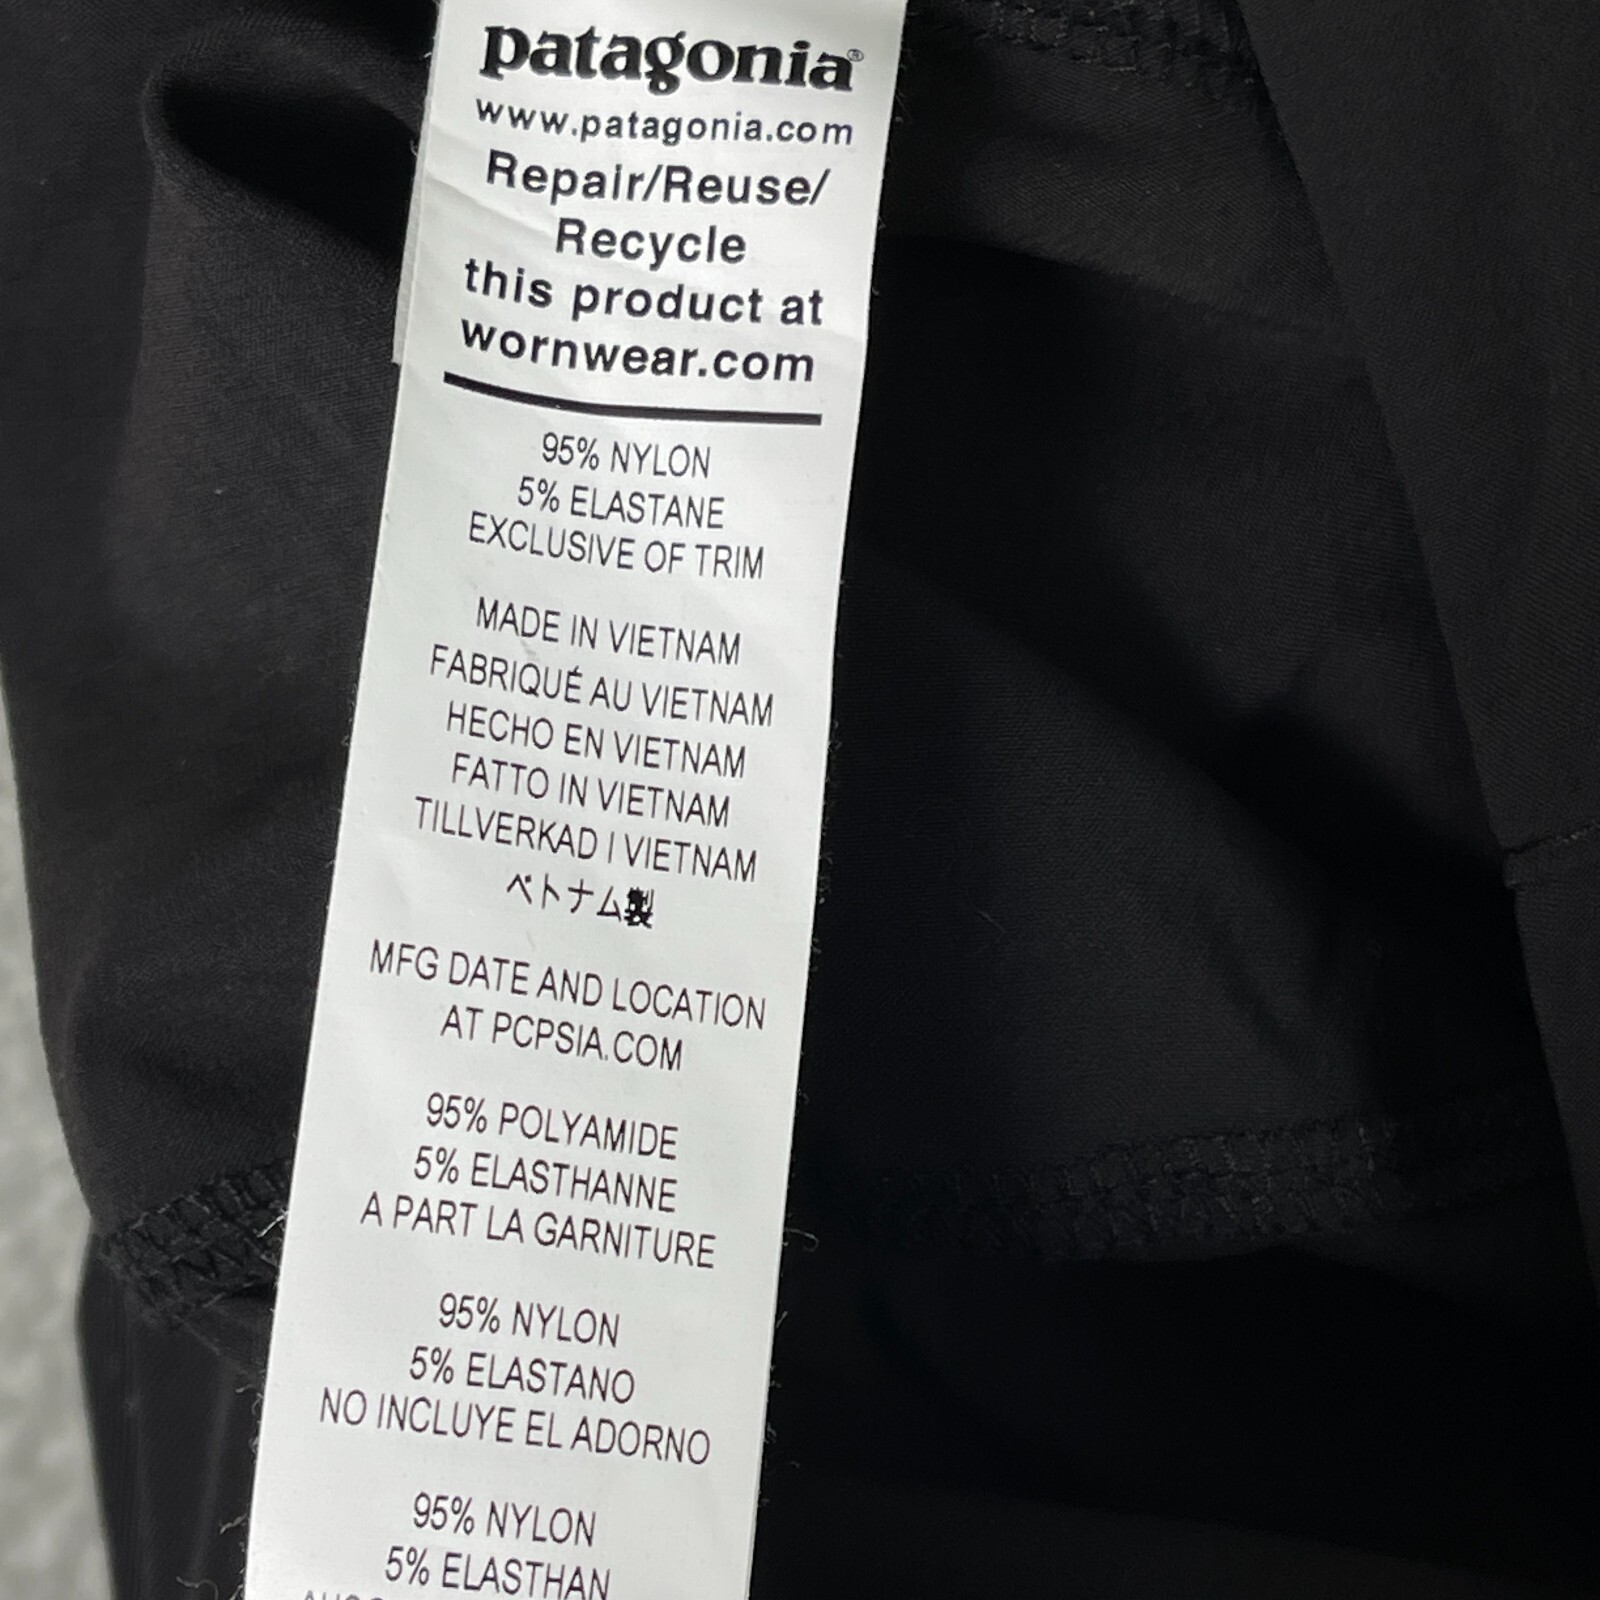 patagonia®
www.patagonia.com
Repair/Reuse/
Recycle
this product at
wornwear.com
95% NYLON
5% ELASTANE
EXCLUSIVE OF TRIM
MADE IN VIETNAM
FABRIQUÉ AU VIETNAM
HECHO EN VIETNAM
FATTO IN VIETNAM
TILLVERKAD I VIETNAM
ベトナム製
MFG DATE AND LOCATION
AT PCPSIA.COM
95% POLYAMIDE
5% ELASTHANNE
A PART LA GARNITURE
95% NYLON
5% ELASTANO
NO INCLUYE EL ADORNO
95% NYLON
5% ELASTHAN